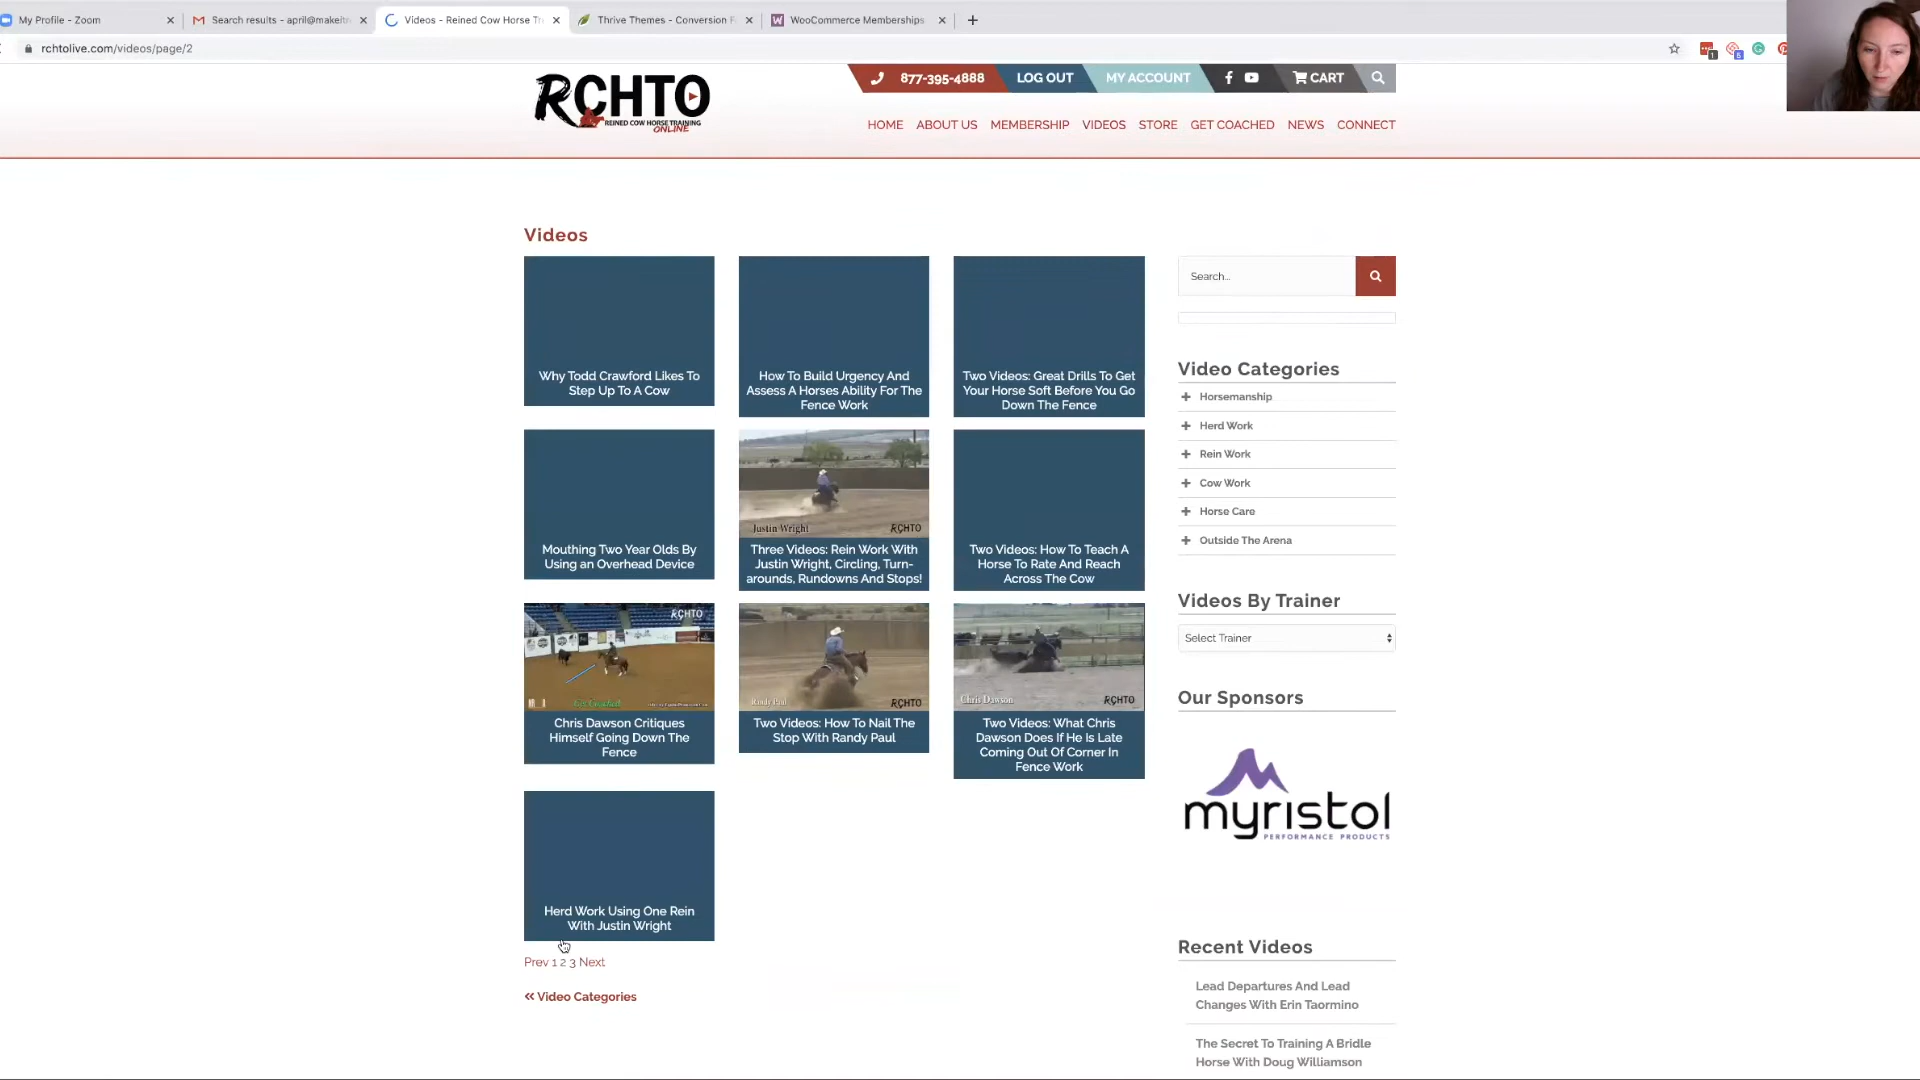 My Profile - Zoom
Search results - april@makeitn
Videos - Reined Cow Horse Tr
Thrive Themes - Conversion F
WooCommerce Memberships
rchtolive.com/videos/page/2
RCHTO
REINED COW HORSE TRAINING
ONLINE
877-395-4888
LOG OUT
MY ACCOUNT
CART
HOME
ABOUT US
MEMBERSHIP
VIDEOS
STORE
GET COACHED
NEWS
CONNECT
Videos
Why Todd Crawford Likes To
Step Up To A Cow
How To Build Urgency And
Assess A Horses Ability For The
Fence Work
Two Videos: Great Drills To Get
Your Horse Soft Before You Go
Down The Fence
Mouthing Two Year Olds By
Using an Overhead Device
Justin Wright
RCHTO
Three Videos: Rein Work With
Justin Wright, Circling, Turn-
arounds, Rundowns And Stops!
Two Videos: How To Teach A
Horse To Rate And Reach
Across The Cow
RCHTO
Chris Dawson Critiques
Himself Going Down The
Fence
Randy Paul
RCHTO
Two Videos: How To Nail The
Stop With Randy Paul
Chris Dawson
RCHTO
Two Videos: What Chris
Dawson Does If He Is Late
Coming Out Of Corner In
Fence Work
Herd Work Using One Rein
With Justin Wright
Prev 1 2 3 Next
« Video Categories
Search...
Video Categories
Horsemanship
Herd Work
Rein Work
Cow Work
Horse Care
Outside The Arena
Videos By Trainer
Select Trainer
Our Sponsors
myristol
PERFORMANCE PRODUCTS
Recent Videos
Lead Departures And Lead
Changes With Erin Taormino
The Secret To Training A Bridle
Horse With Doug Williamson